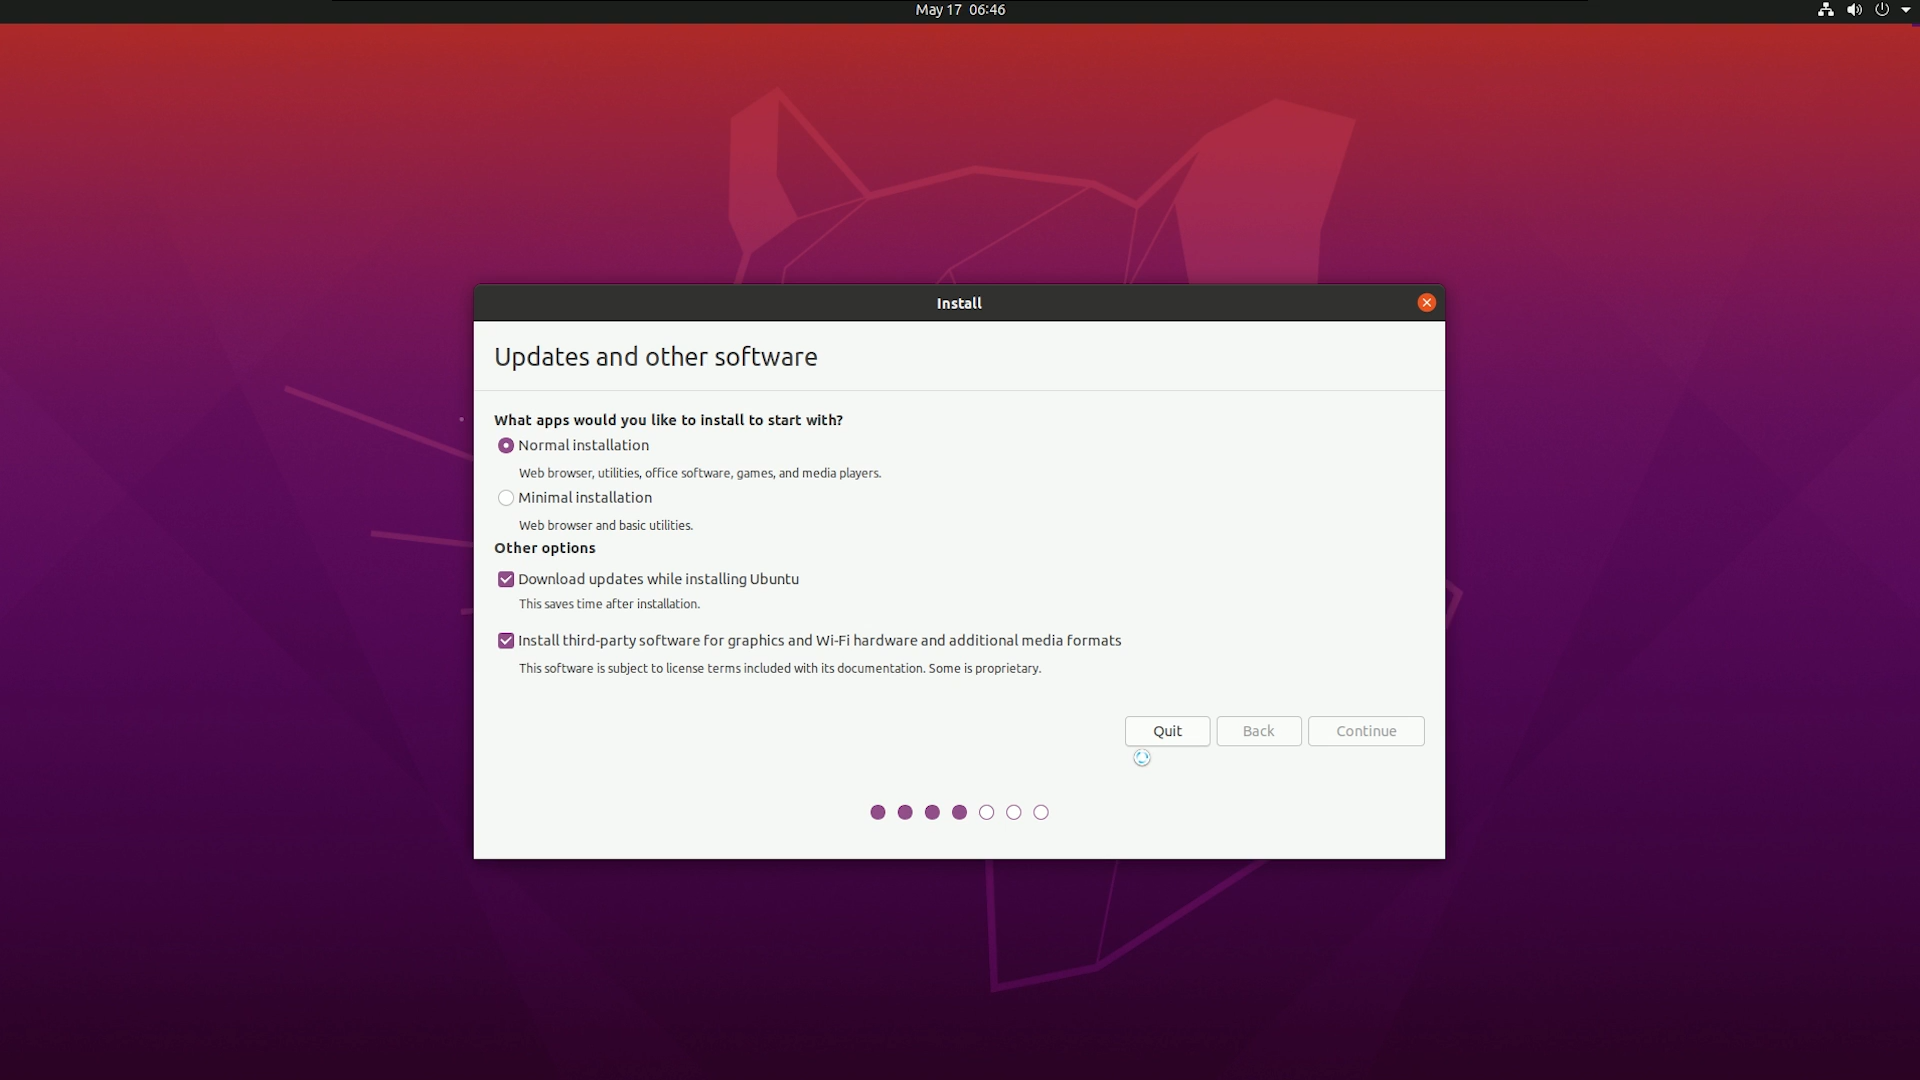 May 17 06:46
Install
Updates and other software
What apps would you like to install to start with?
Normal installation
Web browser, utilities, office software, games, and media players.
Minimal installation
Web browser and basic utilities.
Other options
Download updates while installing Ubuntu
This saves time after installation.
Install third-party software for graphics and Wi-Fi hardware and additional media formats
This software is subject to license terms included with its documentation. Some is proprietary.
Quit Back Continue